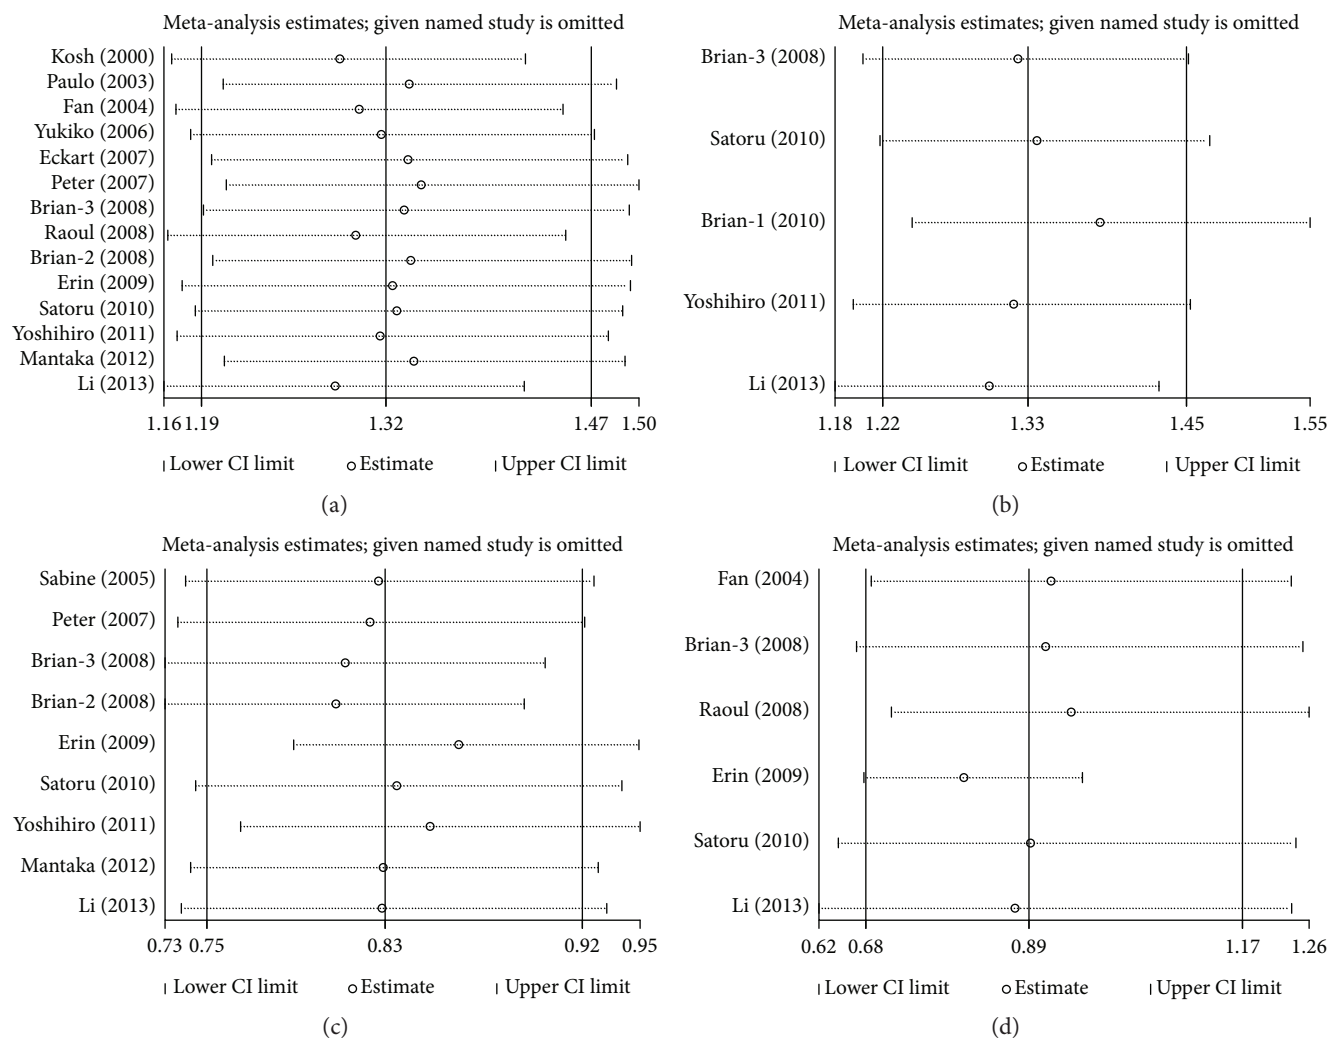 Meta-analysis estimates; given named study is omitted
Kosh (2000)
Paulo (2003)
Fan (2004)
Yukiko (2006)
Eckart (2007)
Peter (2007)
Brian-3 (2008)
Raoul (2008)
Brian-2 (2008)
Erin (2009)
Satoru (2010)
Yoshihiro (2011)
Mantaka (2012)
Li (2013)
1.16 1.19 1.32 1.47 1.50
Lower CI limit Estimate Upper CI limit
(a)
Meta-analysis estimates; given named study is omitted
Brian-3 (2008)
Satoru (2010)
Brian-1 (2010)
Yoshihiro (2011)
Li (2013)
1.18 1.22 1.33 1.45 1.55
Lower CI limit Estimate Upper CI limit
(b)
Meta-analysis estimates; given named study is omitted
Sabine (2005)
Peter (2007)
Brian-3 (2008)
Brian-2 (2008)
Erin (2009)
Satoru (2010)
Yoshihiro (2011)
Mantaka (2012)
Li (2013)
0.73 0.75 0.83 0.92 0.95
Lower CI limit Estimate Upper CI limit
(c)
Meta-analysis estimates; given named study is omitted
Fan (2004)
Brian-3 (2008)
Raoul (2008)
Erin (2009)
Satoru (2010)
Li (2013)
0.62 0.68 0.89 1.17 1.26
Lower CI limit Estimate Upper CI limit
(d)